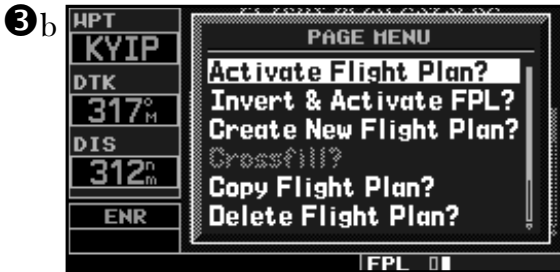 ❸b
WPT
KYIP
DTK
317°M
DIS
312nm
ENR
PAGE MENU
Activate Flight Plan?
Invert & Activate FPL?
Create New Flight Plan?
Crossfill?
Copy Flight Plan?
Delete Flight Plan?
FPL